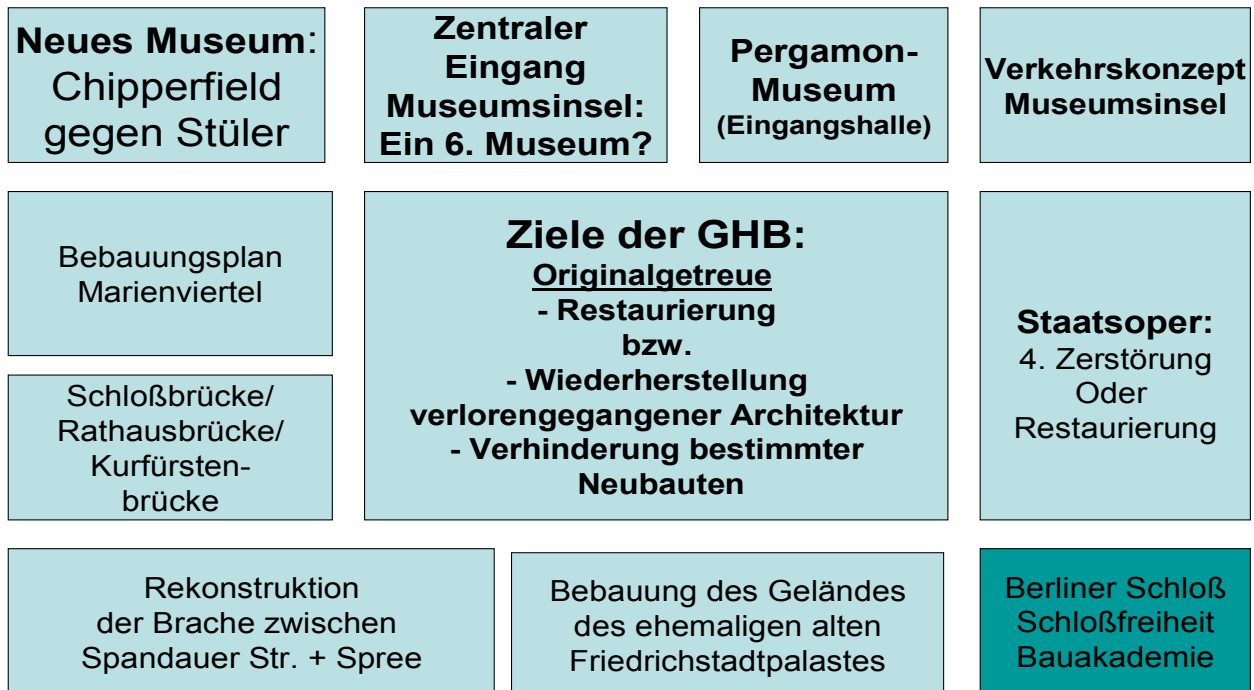 Neues Museum:
Chipperfield
gegen Stüler
Zentraler
Eingang
Museumsinsel:
Ein 6. Museum?
Pergamon-
Museum
(Eingangshalle)
Verkehrskonzept
Museumsinsel
Bebauungsplan
Marienviertel
Schloßbrücke/
Rathausbrücke/
Kurfürsten-
brücke
Ziele der GHB:
Originalgetreue
- Restaurierung
bzw.
- Wiederherstellung
verlorengegangener Architektur
- Verhinderung bestimmter
Neubauten
Staatsoper:
4. Zerstörung
Oder
Restaurierung
Rekonstruktion
der Brache zwischen
Spandauer Str. + Spree
Bebauung des Geländes
des ehemaligen alten
Friedrichstadtpalastes
Berliner Schloß
Schloßfreiheit
Bauakademie